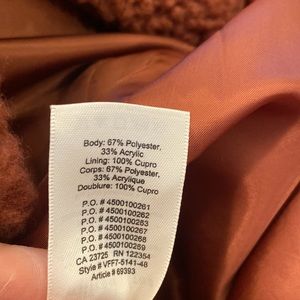 Body: 67% Polyester,
33% Acrylic
Lining: 100% Cupro
Corps: 67% Polyester,
33% Acrylique
Doublure: 100% Cupro
P.O. # 4500100261
P.O. # 4500100262
P.O. # 4500100263
P.O. # 4500100267
P.O. # 4500100268
P.O. # 4500100269
CA 23725 RN 122354
Style # VFF7-5141-48
Article # 69393